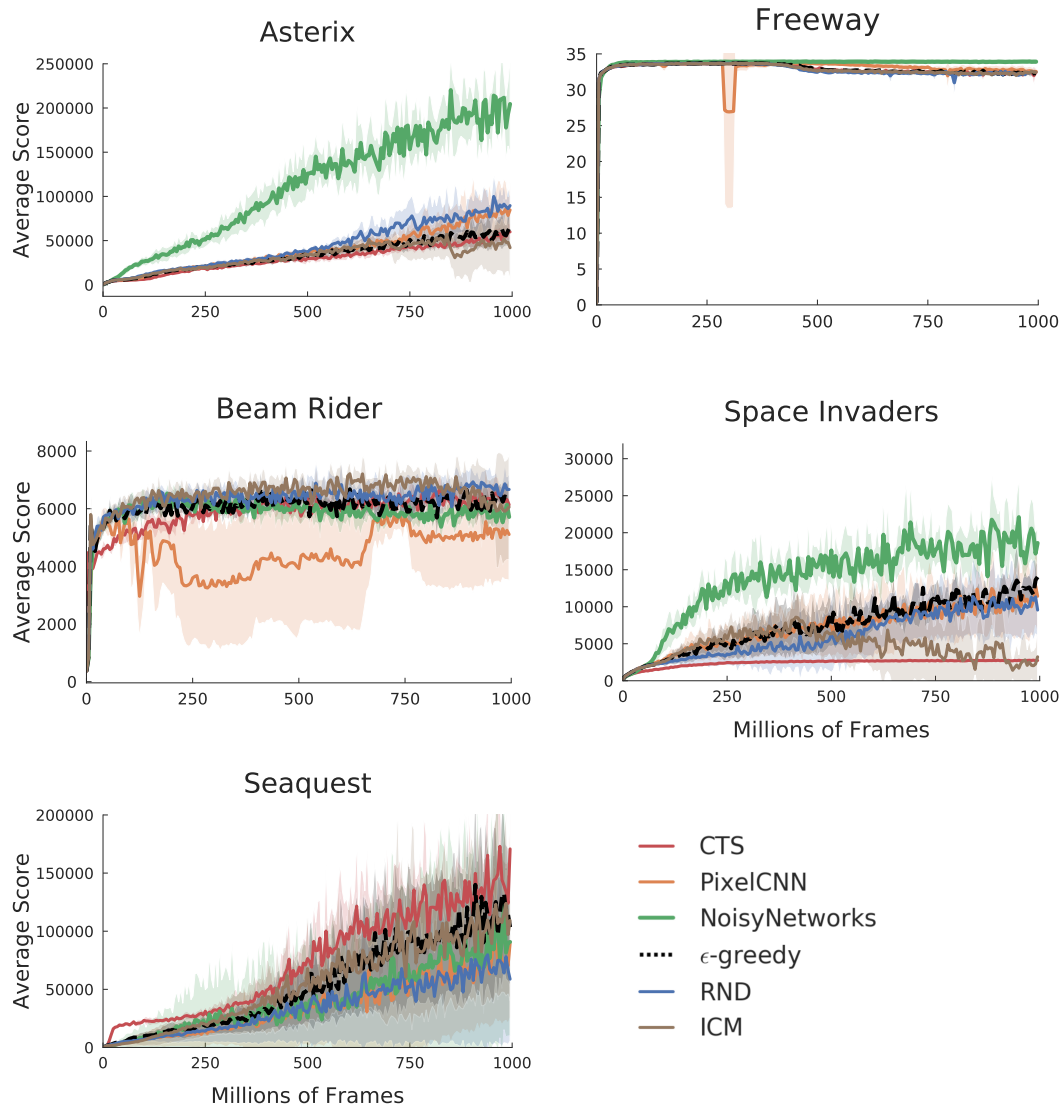 Asterix
250000
200000
150000
100000
50000
0
Average Score
0 250 500 750 1000
Freeway
35
30
25
20
15
10
5
0
0 250 500 750 1000
Beam Rider
8000
6000
4000
2000
0
Average Score
0 250 500 750 1000
Space Invaders
30000
25000
20000
15000
10000
5000
0
0 250 500 750 1000
Millions of Frames
Seaquest
200000
150000
100000
50000
0
Average Score
0 250 500 750 1000
Millions of Frames
CTS
PixelCNN
NoisyNetworks
ϵ-greedy
RND
ICM